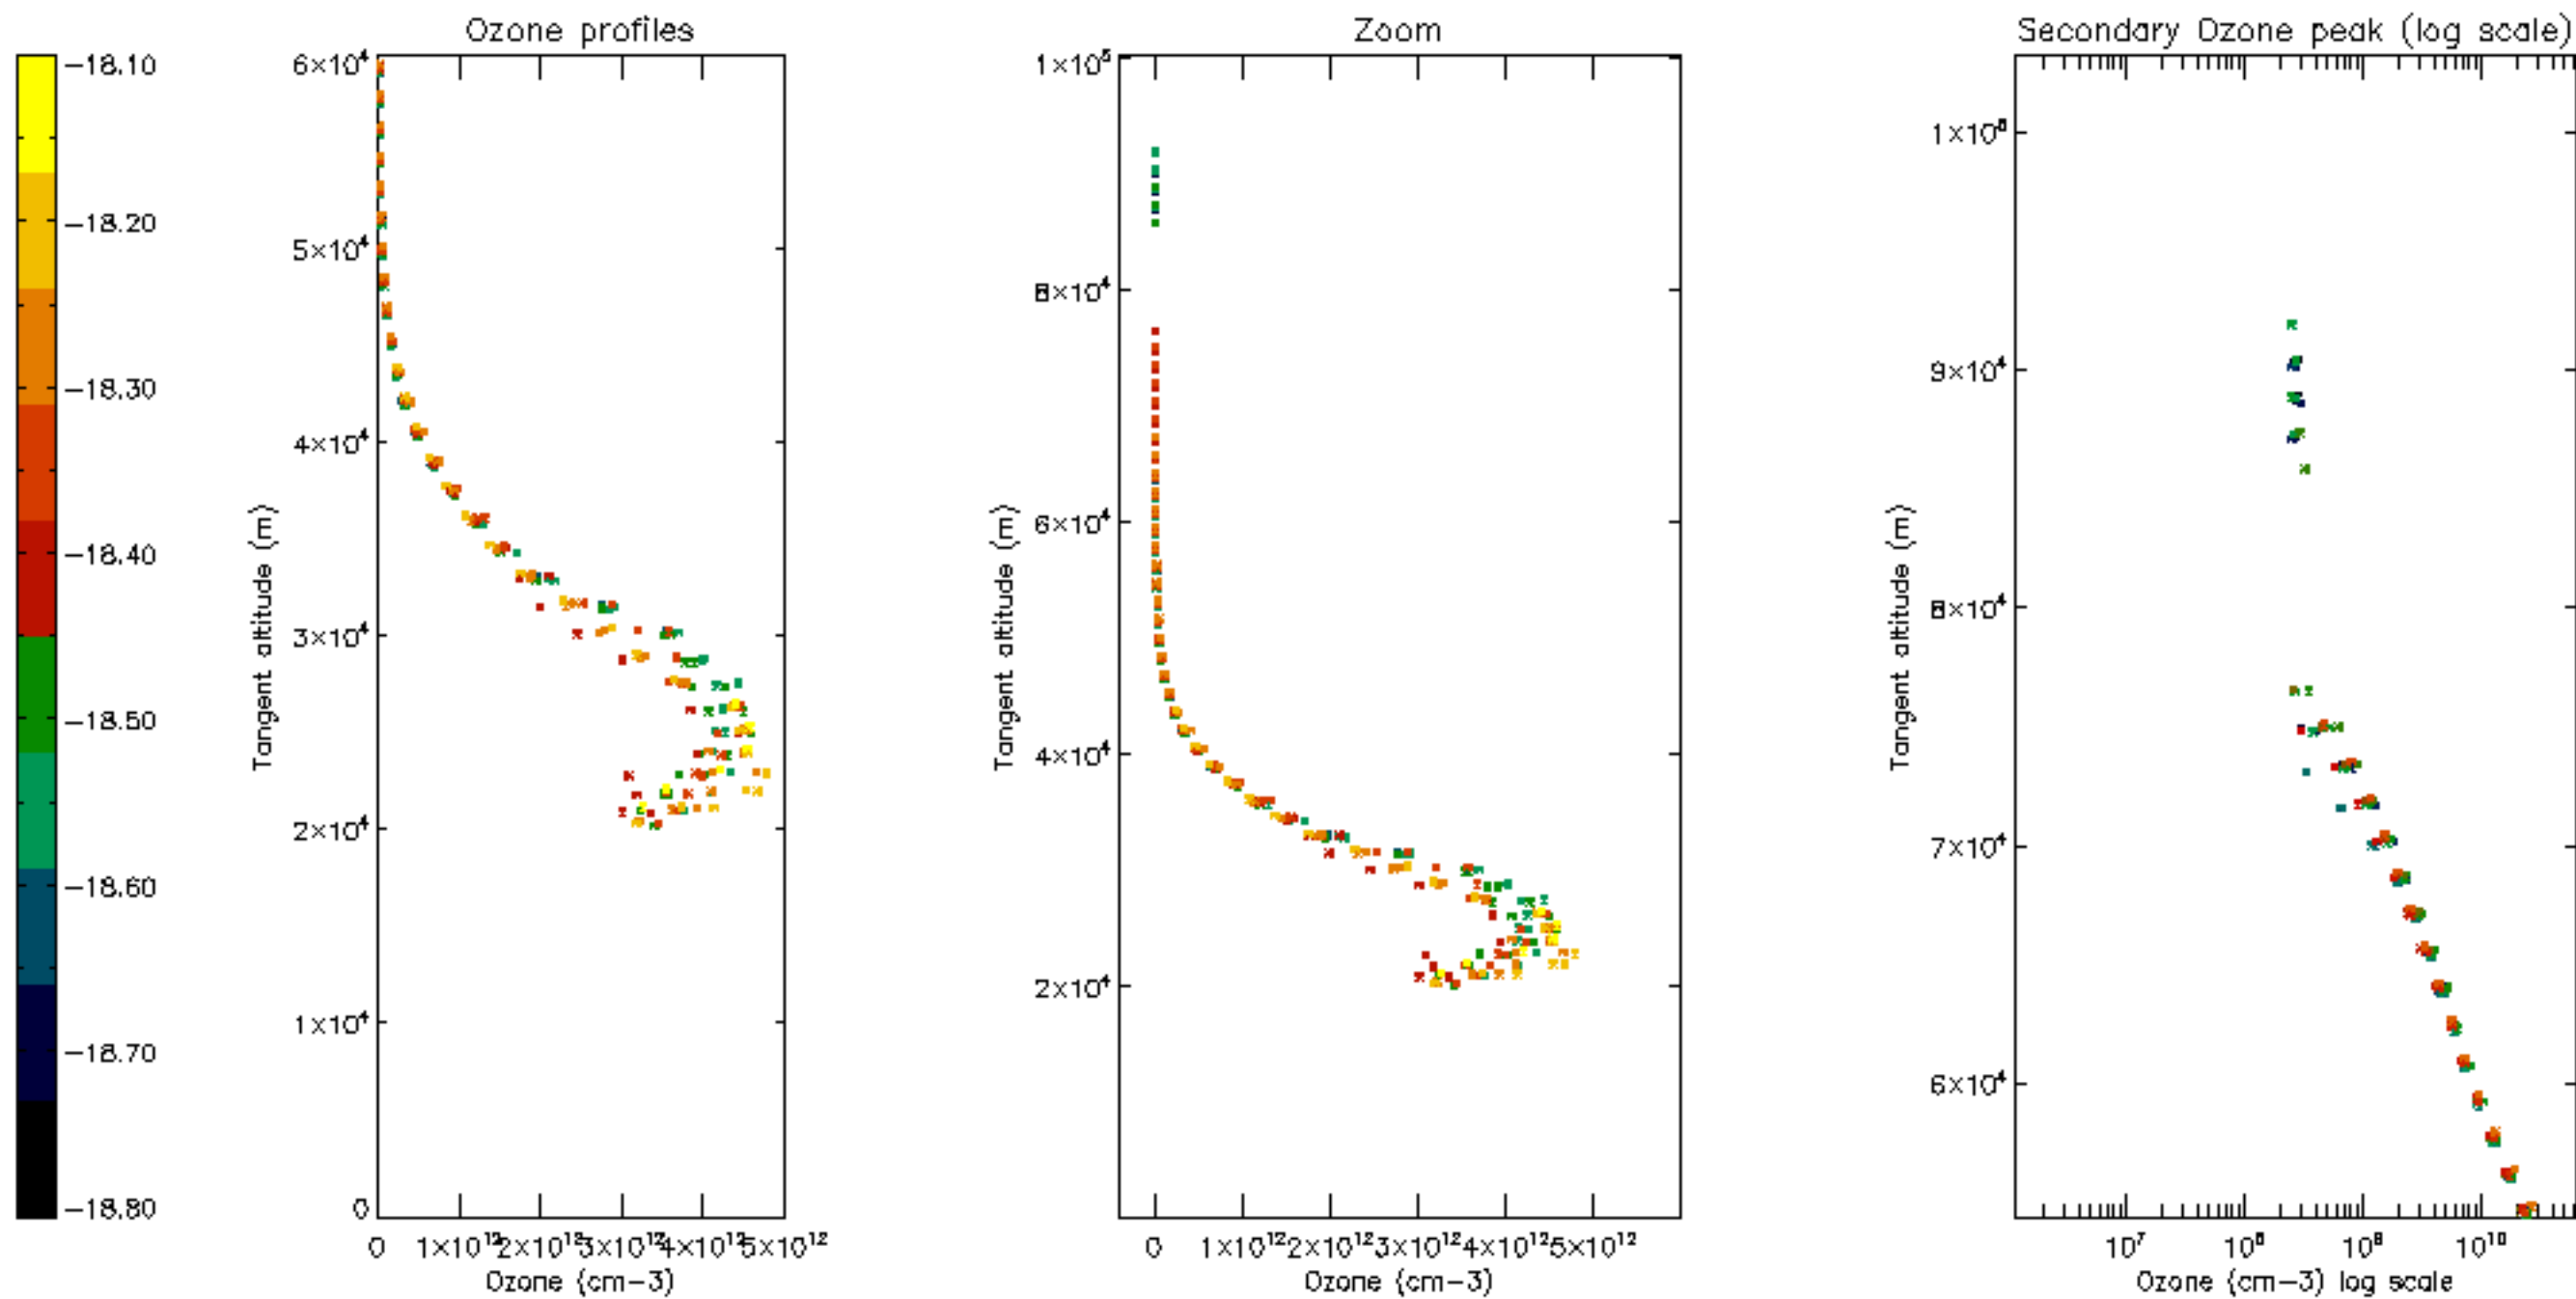 Ozone profiles
Zoom
Secondary Ozone peak (log scale)
-18.10
-18.20
-18.30
-18.40
-18.50
-18.60
-18.70
-18.80
6×10⁴
5×10⁴
4×10⁴
3×10⁴
2×10⁴
1×10⁴
0
Tangent altitude (m)
0 1×10¹² 2×10¹² 3×10¹² 4×10¹² 5×10¹²
Ozone (cm-3)
1×10⁵
8×10⁴
6×10⁴
4×10⁴
2×10⁴
Tangent altitude (m)
0 1×10¹² 2×10¹² 3×10¹² 4×10¹² 5×10¹²
Ozone (cm-3)
9×10⁴
8×10⁴
7×10⁴
6×10⁴
Tangent altitude (m)
10⁷ 10⁸ 10⁹ 10¹⁰
Ozone (cm-3) log scale